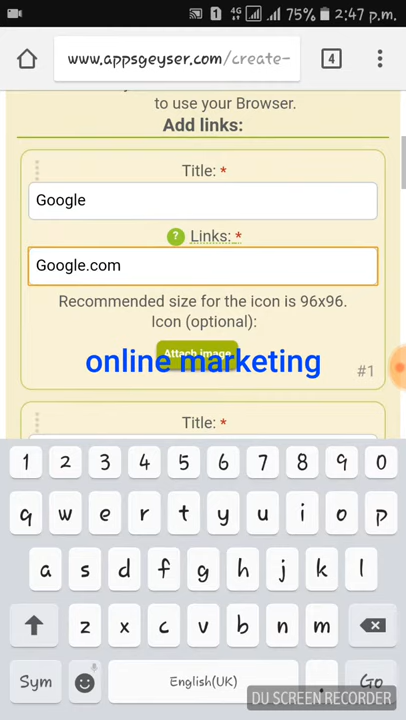 75% 2:47 p.m.
www.appsgeyser.com/create-
4
to use your Browser.
Add links:
Title: *
Google
? Links: *
Google.com
Recommended size for the icon is 96x96.
Icon (optional):
Attach image
online marketing
#1
Title: *
1 2 3 4 5 6 7 8 9 0
q w e r t y u i o p
a s d f g h j k l
z x c v b n m
Sym English(UK) . Go
DU SCREEN RECORDER